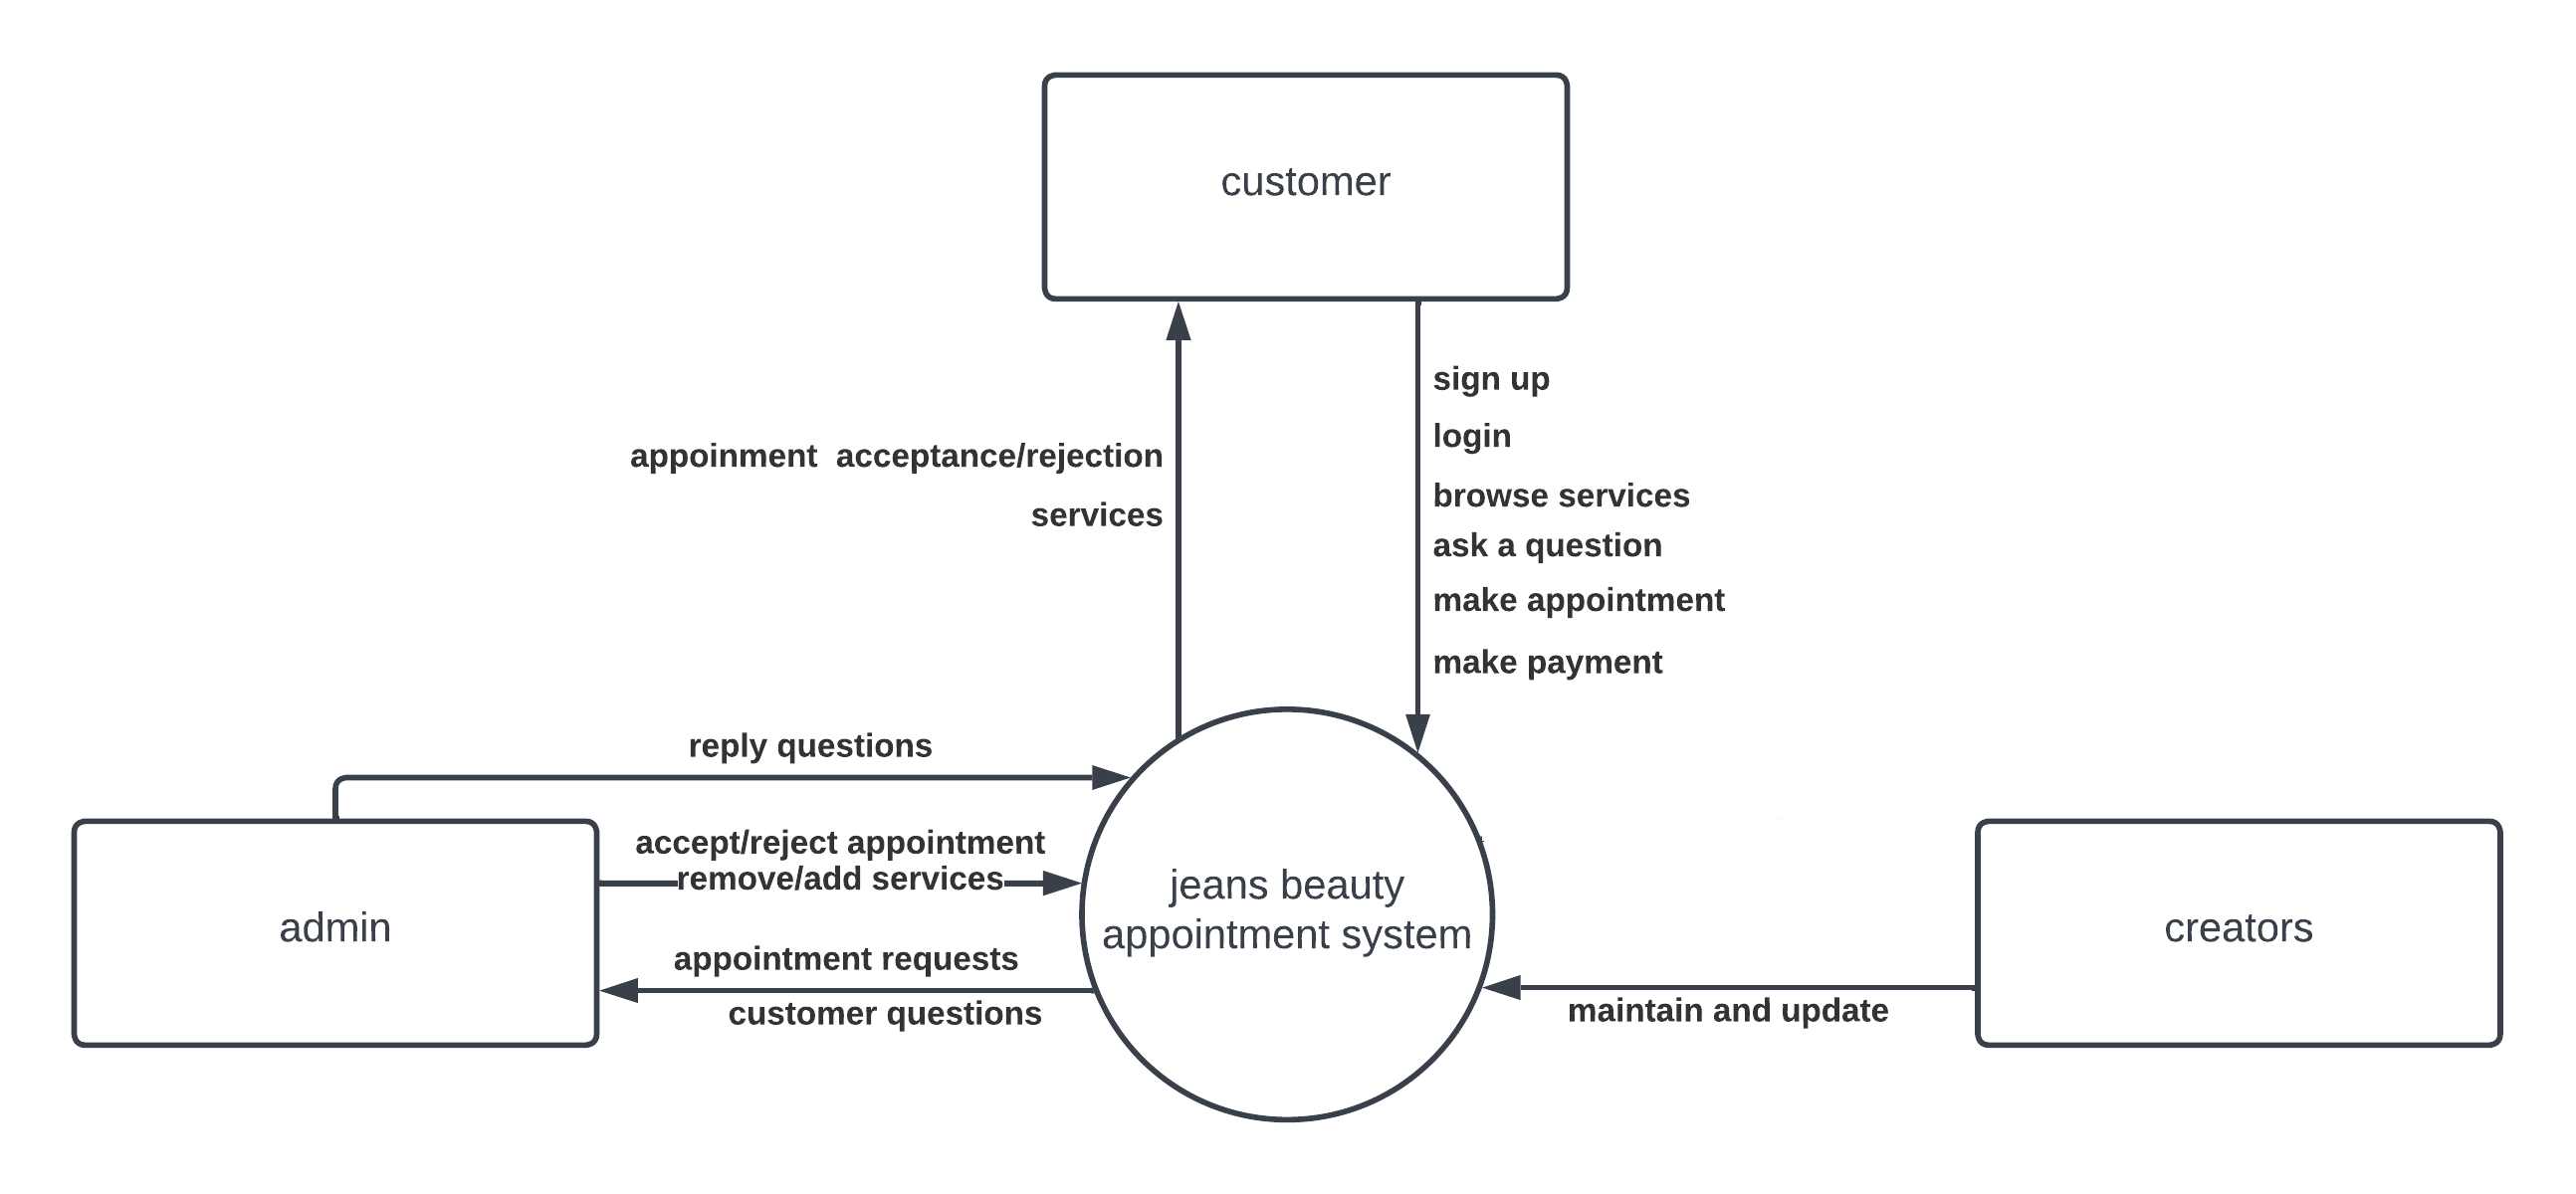 customer
sign up
login
appoinment  acceptance/rejection
browse services
services
ask a question
make appointment
make payment
reply questions
accept/reject appointment
remove/add services
jeans beauty
appointment system
admin
creators
appointment requests
customer questions
maintain and update